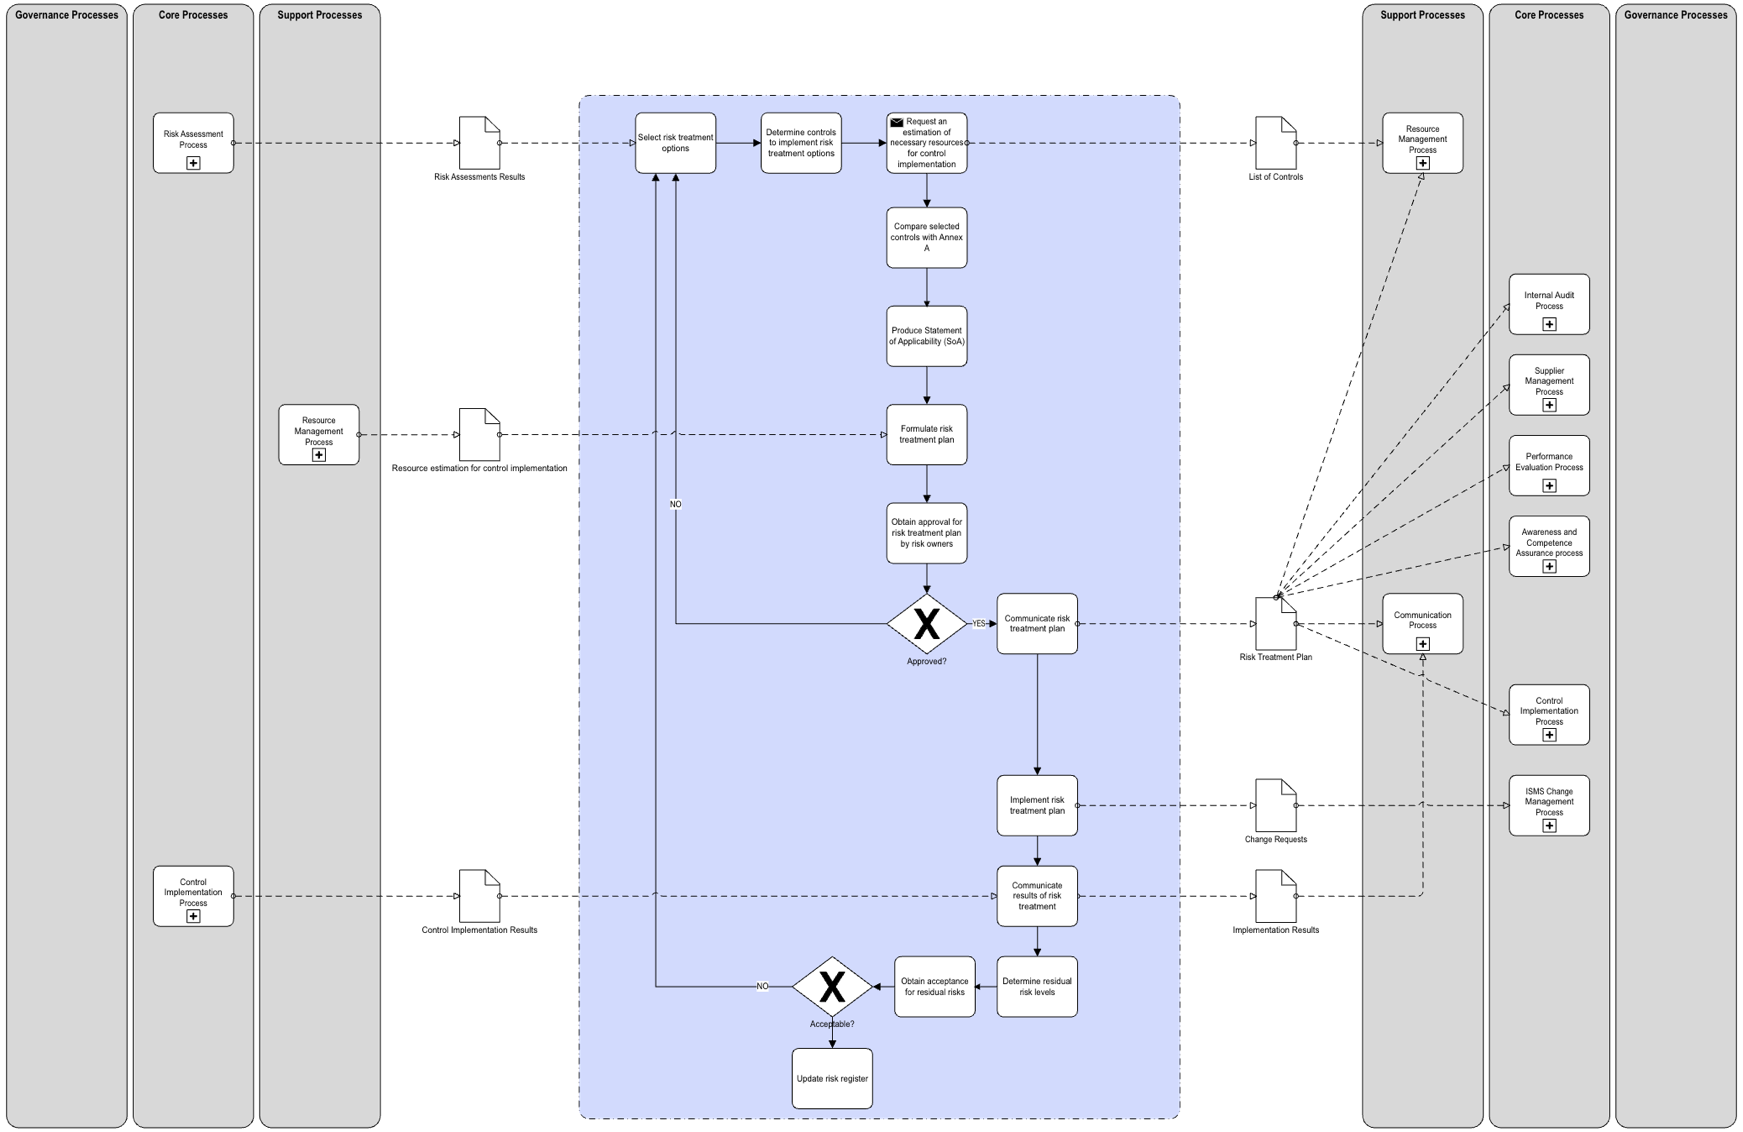 Governance Processes
Core Processes
Support Processes
Support Processes
Core Processes
Governance Processes
Risk Assessment
Process
Risk Assessments Results
Select risk treatment
options
Determine controls
to implement risk
treatment options
Request an
estimation of
necessary resources
for control
implementation
List of Controls
Resource
Management
Process
Compare selected
controls with Annex
A
Produce Statement
of Applicability (SoA)
Internal Audit
Process
Supplier
Management
Process
Resource
Management
Process
Resource estimation for control implementation
Formulate risk
treatment plan
Performance
Evaluation Process
NO
Obtain approval for
risk treatment plan
by risk owners
Awareness and
Competence
Assurance process
X
Approved?
YES
Communicate risk
treatment plan
Risk Treatment Plan
Communication
Process
Control
Implementation
Process
Implement risk
treatment plan
Change Requests
ISMS Change
Management
Process
Control
Implementation
Process
Control Implementation Results
Communicate
results of risk
treatment
Implementation Results
NO
X
Acceptable?
Obtain acceptance
for residual risks
Determine residual
risk levels
Update risk register